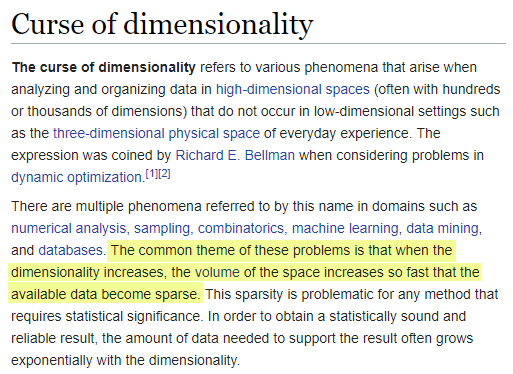 Curse of dimensionality
The curse of dimensionality refers to various phenomena that arise when
analyzing and organizing data in high-dimensional spaces (often with hundreds
or thousands of dimensions) that do not occur in low-dimensional settings such
as the three-dimensional physical space of everyday experience. The
expression was coined by Richard E. Bellman when considering problems in
dynamic optimization.[1][2]
There are multiple phenomena referred to by this name in domains such as
numerical analysis, sampling, combinatorics, machine learning, data mining,
and databases. The common theme of these problems is that when the
dimensionality increases, the volume of the space increases so fast that the
available data become sparse. This sparsity is problematic for any method that
requires statistical significance. In order to obtain a statistically sound and
reliable result, the amount of data needed to support the result often grows
exponentially with the dimensionality.